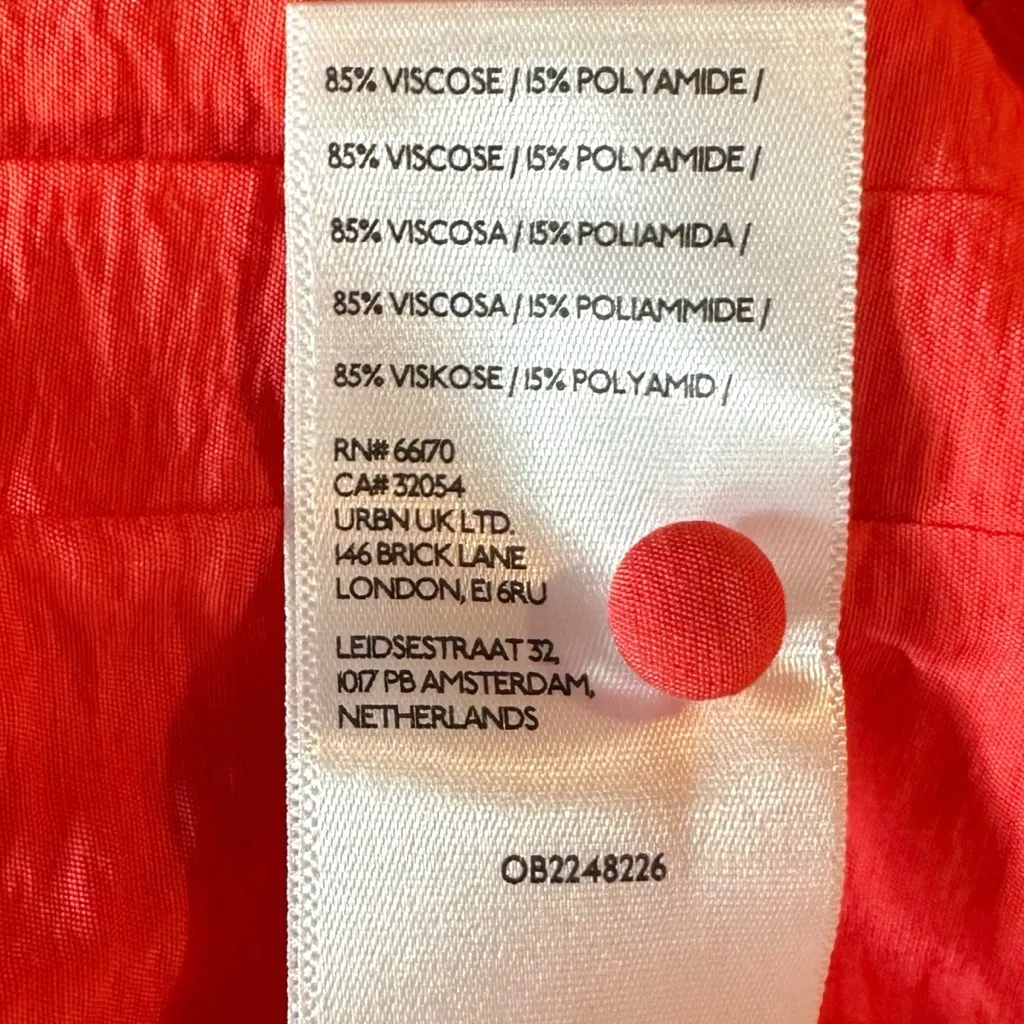 85% VISCOSE / 15% POLYAMIDE /
85% VISCOSE / 15% POLYAMIDE /
85% VISCOSA / 15% POLIAMIDA /
85% VISCOSA / 15% POLIAMMIDE /
85% VISKOSE / 15% POLYAMID /
RN# 66170
CA# 32054
URBN UK LTD.
146 BRICK LANE
LONDON, E1 6RU
LEIDSESTRAAT 32,
1017 PB AMSTERDAM,
NETHERLANDS
OB2248226